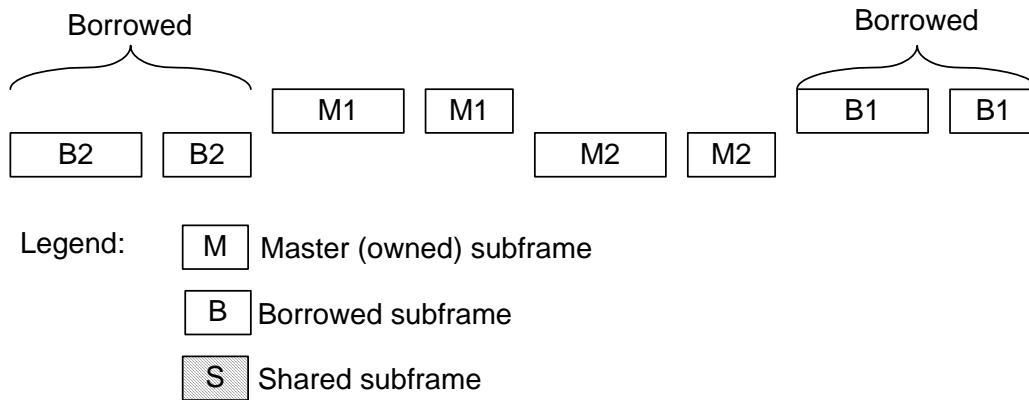 Borrowed Borrowed
M1 M1 B1 B1
B2 B2 M2 M2
Legend: M Master (owned) subframe
B Borrowed subframe
S Shared subframe